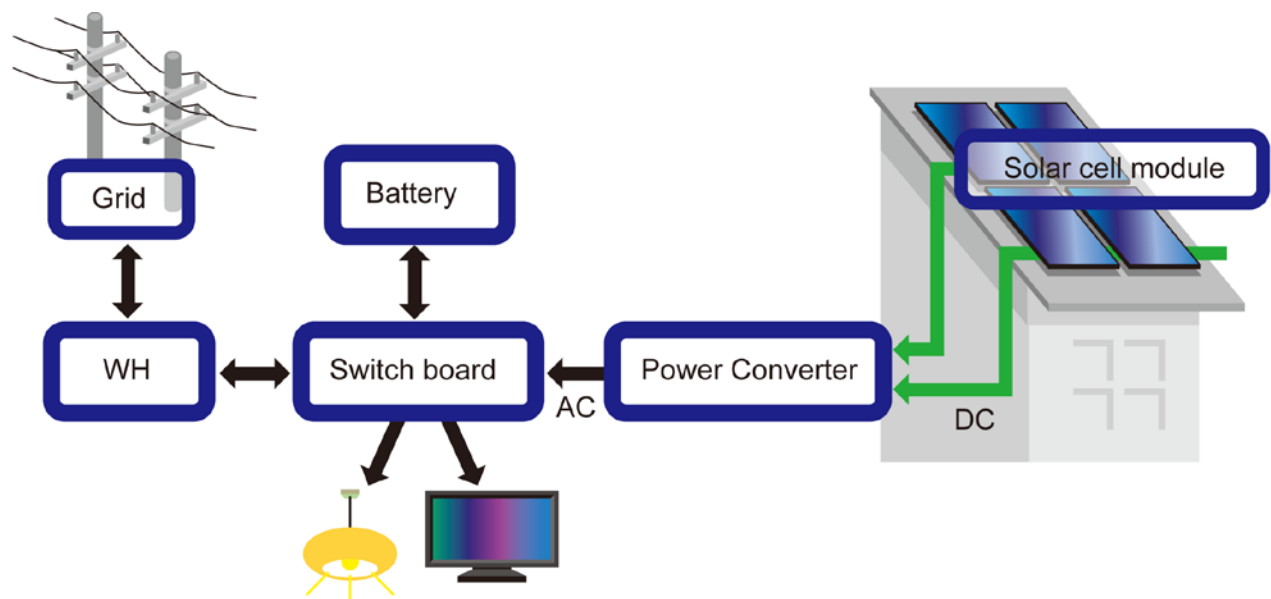 Grid
Battery
Solar cell module
WH
Switch board
Power Converter
AC
DC